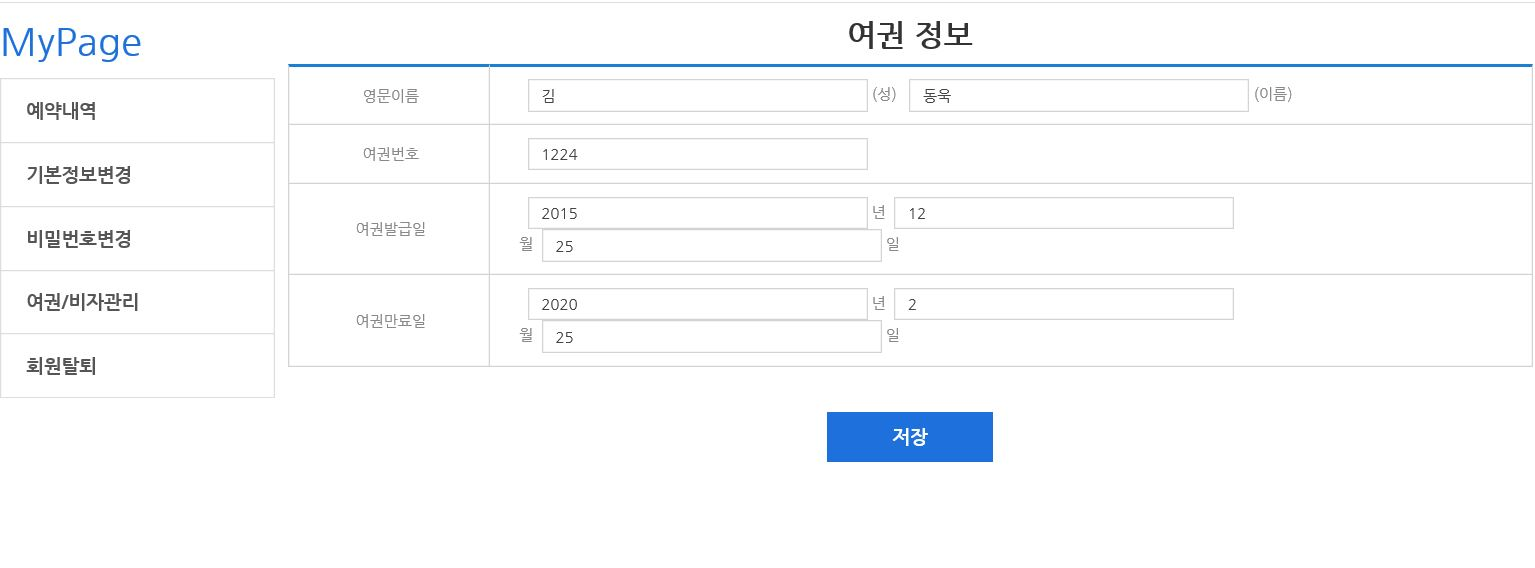 MyPage
예약내역
기본정보변경
비밀번호변경
여권/비자관리
회원탈퇴
여권 정보
영문이름 김 (성) 동욱 (이름)
여권번호 1224
여권발급일 2015 년 12
월 25 일
여권만료일 2020 년 2
월 25 일
저장